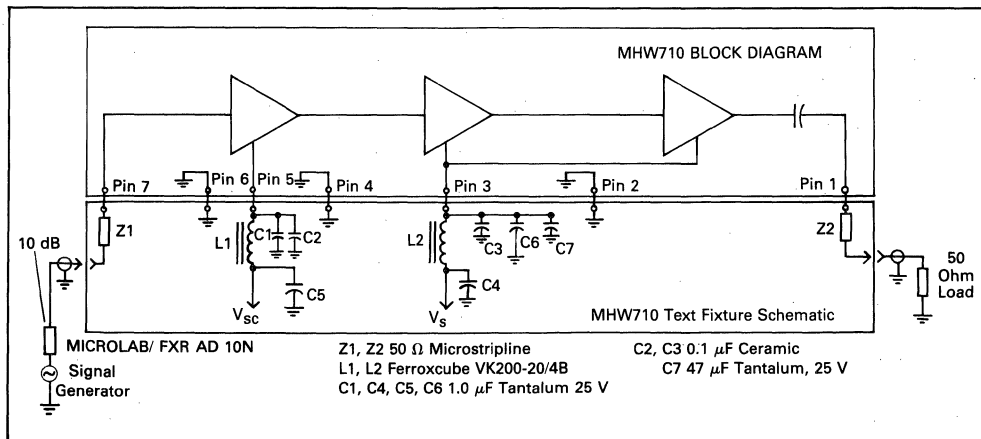 MHW710 BLOCK DIAGRAM
Pin 7
Pin 6
Pin 5
Pin 4
Pin 3
Pin 2
Pin 1
10 dB
Z1
L1
C1
C2
C5
VSC
L2
C3
C6
C7
C4
VS
Z2
50
Ohm
Load
MHW710 Text Fixture Schematic
MICROLAB/ FXR AD 10N
Signal
Generator
Z1, Z2 50 Ω Microstripline
L1, L2 Ferroxcube VK200-20/4B
C1, C4, C5, C6 1.0 μF Tantalum 25 V
C2, C3 0.1 μF Ceramic
C7 47 μF Tantalum, 25 V